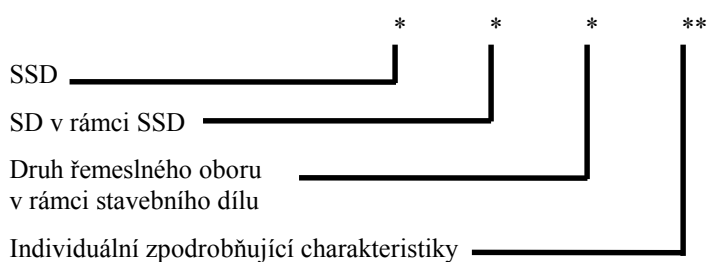 * * * **
SSD
SD v rámci SSD
Druh řemeslného oboru
v rámci stavebního dílu
Individuální zpodrobňující charakteristiky